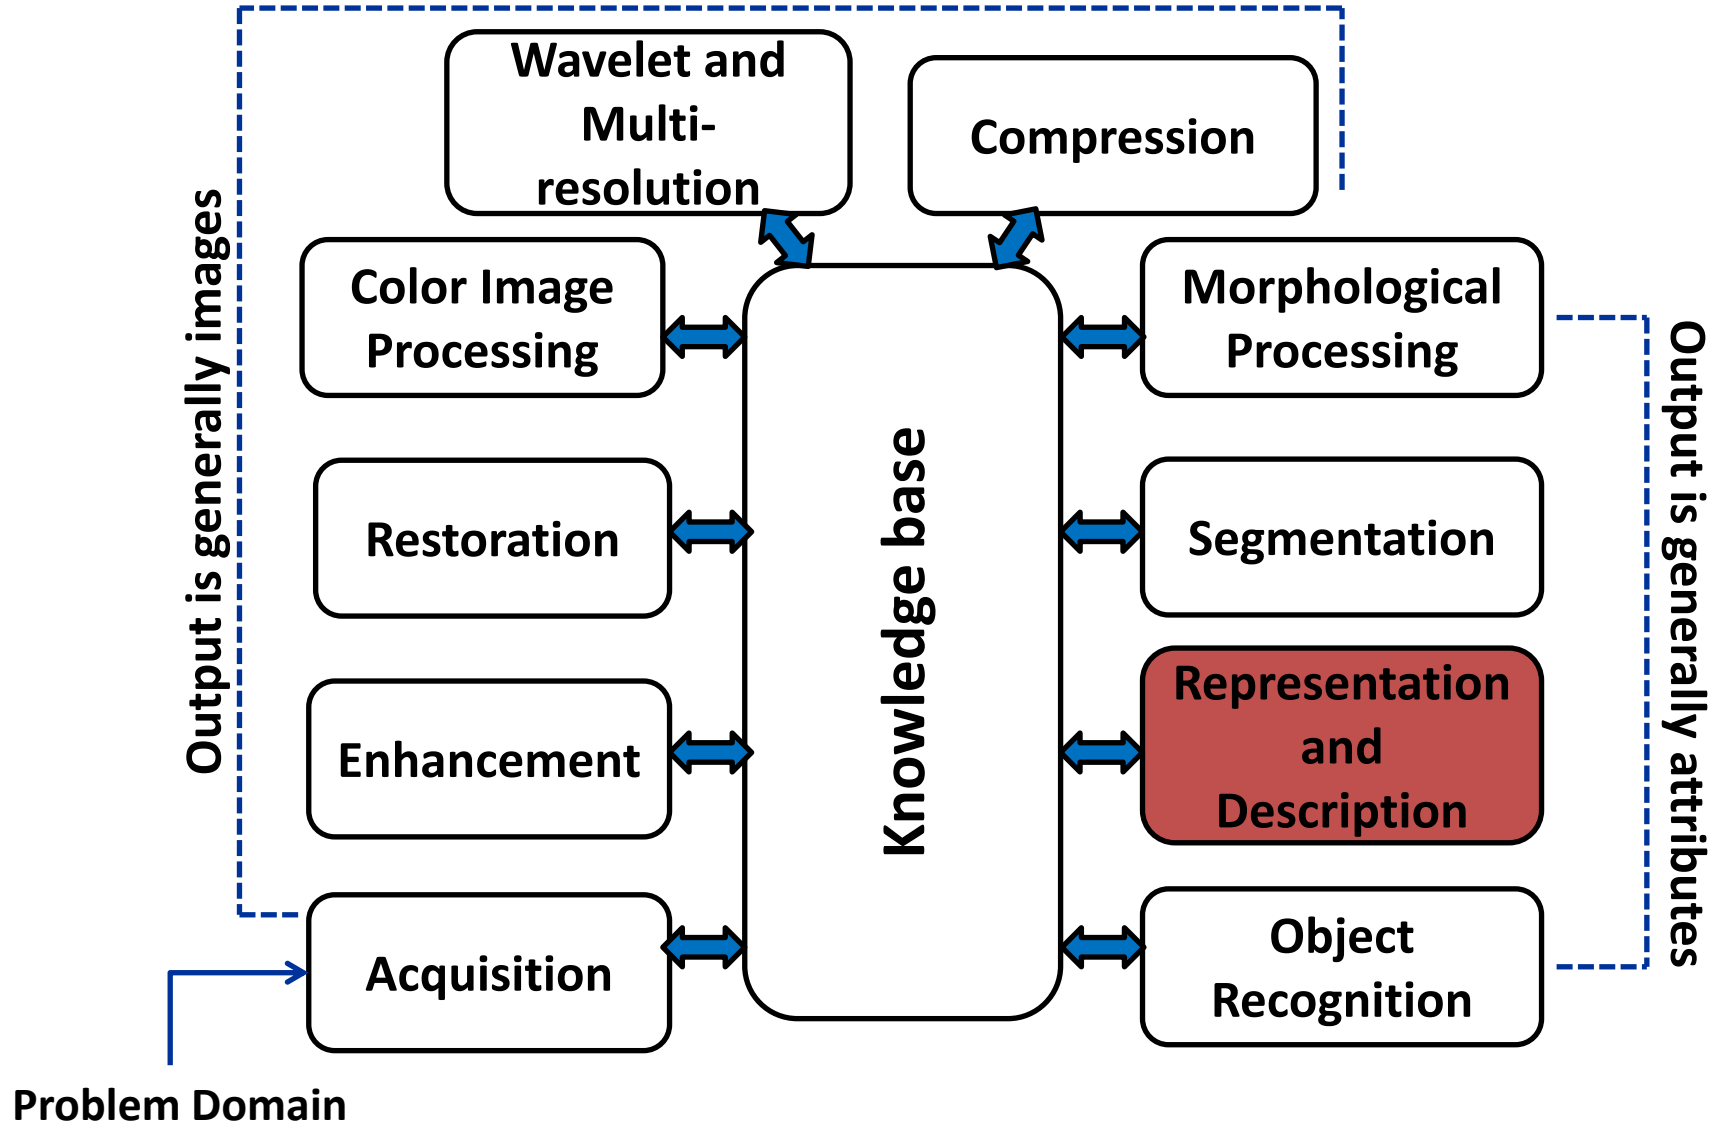 Wavelet and
Multi-
resolution
Compression
Output is generally images
Color Image
Processing
Morphological
Processing
Restoration
Knowledge base
Segmentation
Output is generally attributes
Enhancement
Representation
and
Description
Acquisition
Object
Recognition
Problem Domain